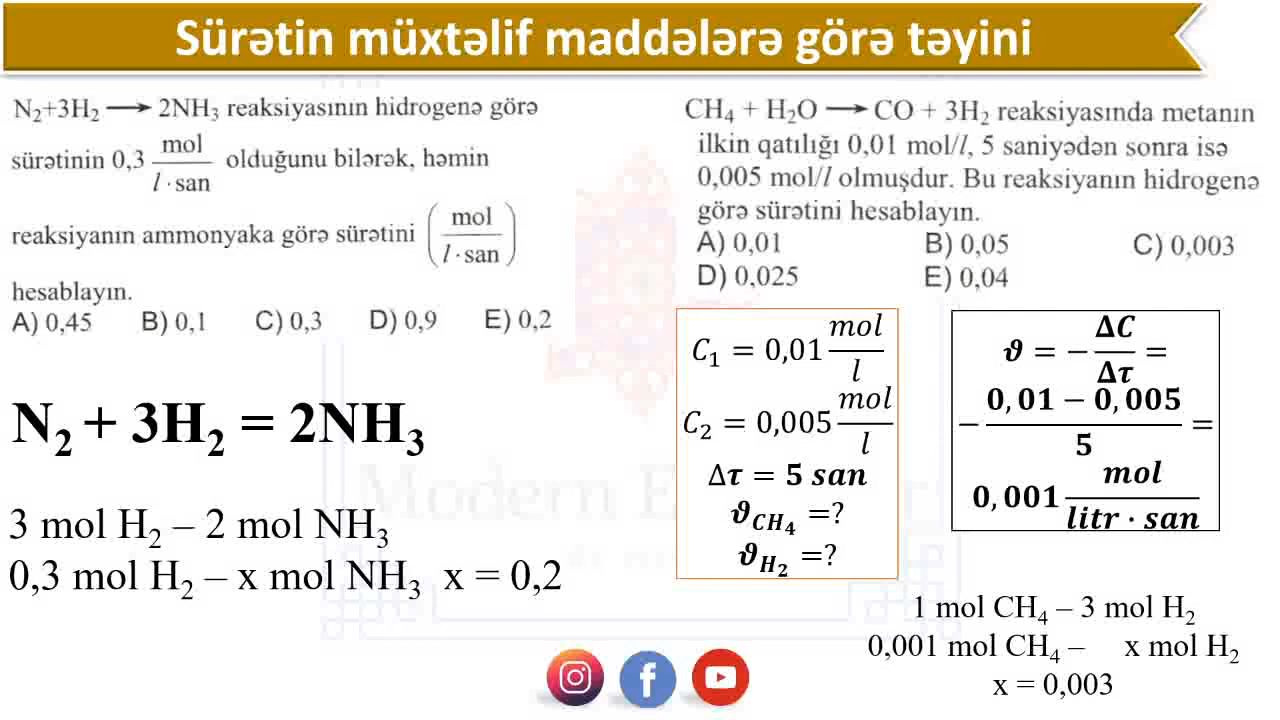 Sürətin müxtəlif maddələrə görə təyini
N₂+3H₂ ⟶ 2NH₃ reaksiyasının hidrogenə görə
sürətinin 0,3 mol/l·san olduğunu bilərək, həmin
reaksiyanın ammonyaka görə sürətini (mol/l·san)
hesablayın.
A) 0,45 B) 0,1 C) 0,3 D) 0,9 E) 0,2
N₂ + 3H₂ = 2NH₃
3 mol H₂ – 2 mol NH₃
0,3 mol H₂ – x mol NH₃ x = 0,2
CH₄ + H₂O ⟶ CO + 3H₂ reaksiyasında metanın
ilkin qatılığı 0,01 mol/l, 5 saniyədən sonra isə
0,005 mol/l olmuşdur. Bu reaksiyanın hidrogenə
görə sürətini hesablayın.
A) 0,01 B) 0,05 C) 0,003
D) 0,025 E) 0,04
C₁ = 0,01 mol/l
C₂ = 0,005 mol/l
Δτ = 5 san
ϑ_CH₄ =?
ϑ_H₂ =?
ϑ = −ΔC/Δτ =
−(0,01 − 0,005)/5 =
0,001 mol/litr·san
1 mol CH₄ – 3 mol H₂
0,001 mol CH₄ – x mol H₂
x = 0,003